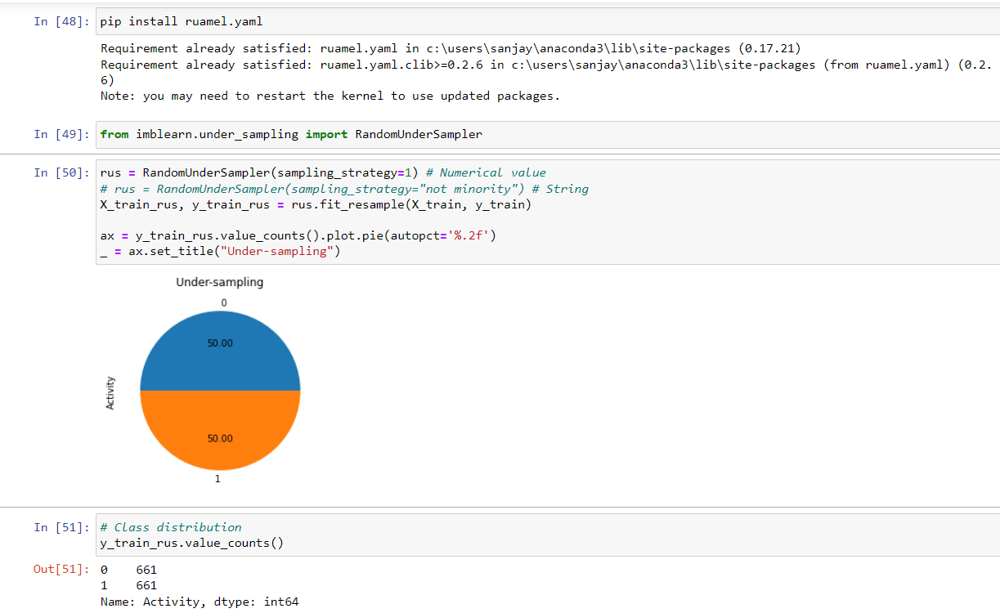 In [48]: pip install ruamel.yaml
Requirement already satisfied: ruamel.yaml in c:\users\sanjay\anaconda3\lib\site-packages (0.17.21)
Requirement already satisfied: ruamel.yaml.clib>=0.2.6 in c:\users\sanjay\anaconda3\lib\site-packages (from ruamel.yaml) (0.2.
6)
Note: you may need to restart the kernel to use updated packages.
In [49]: from imblearn.under_sampling import RandomUnderSampler
In [50]: rus = RandomUnderSampler(sampling_strategy=1) # Numerical value
# rus = RandomUnderSampler(sampling_strategy="not minority") # String
X_train_rus, y_train_rus = rus.fit_resample(X_train, y_train)
ax = y_train_rus.value_counts().plot.pie(autopct='%.2f')
_ = ax.set_title("Under-sampling")
Under-sampling
0
50.00
Activity
50.00
1
In [51]: # Class distribution
y_train_rus.value_counts()
Out[51]: 0    661
1    661
Name: Activity, dtype: int64